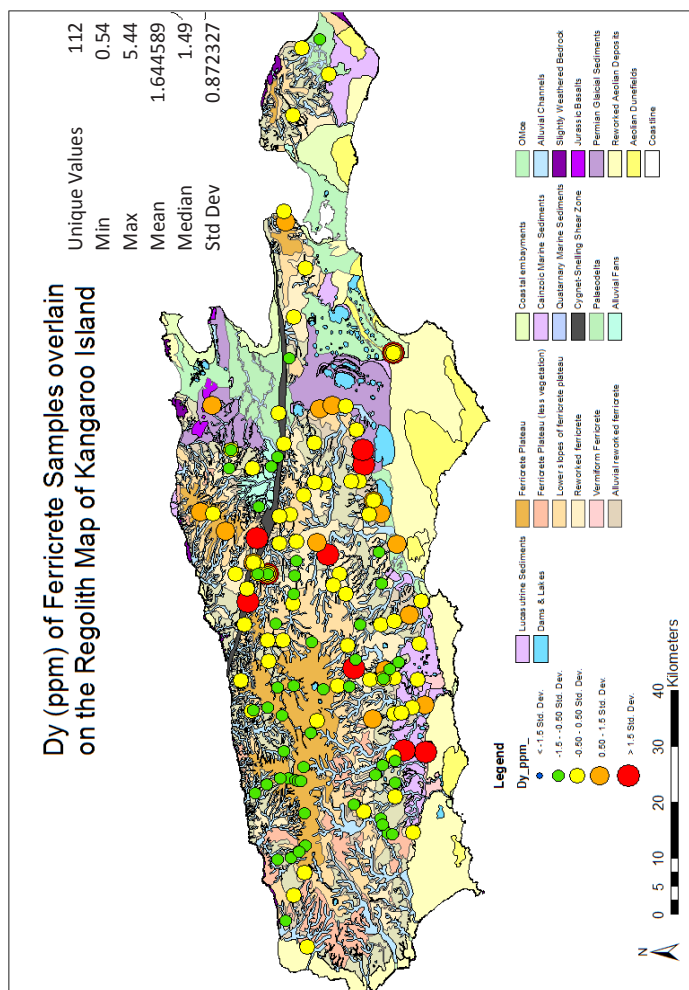 Dy (ppm) of Ferricrete Samples overlain
on the Regolith Map of Kangaroo Island
Unique Values 112
Min 0.54
Max 5.44
Mean 1.644589
Median 1.49
Std Dev 0.872327
Legend
Dy_ppm_
< -1.5 Std. Dev.
-1.5 - -0.50 Std. Dev.
-0.50 - 0.50 Std. Dev.
0.50 - 1.5 Std. Dev.
> 1.5 Std. Dev.
Lucasutrine Sediments
Dams & Lakes
Ferricrete Plateau
Ferricrete Plateau (less vegetation)
Lower slopes of ferricrete plateau
Reworked ferricrete
Vermiform Ferricrete
Alluvial reworked ferricrete
Coastal embayments
Cainzoic Marine Sediments
Quatarnary Marine Sediments
Cygnet-Snelling Shear Zone
Palaeodelta
Alluvial Fans
OMce
Alluvial Channels
Slightly Weathered Bedrock
Jurassic Basalts
Permian Glacial Sediments
Reworked Aeolian Deposits
Aeolian Dunefields
Coastline
N
0 5 10 20 30 40
Kilometers